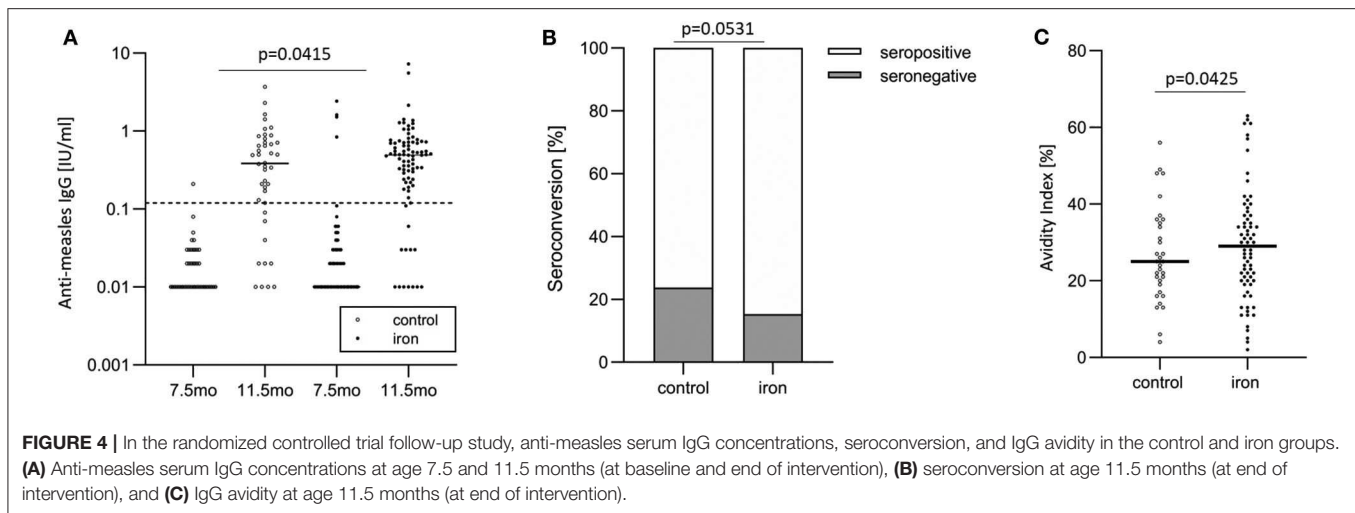 A
p=0.0415
10
1
0.1
0.01
0.001
Anti-measles IgG [IU/ml]
control
iron
7.5mo 11.5mo 7.5mo 11.5mo
B
p=0.0531
100
80
60
40
20
0
Seroconversion [%]
seropositive
seronegative
control iron
C
p=0.0425
80
60
40
20
0
Avidity Index [%]
control iron
FIGURE 4 | In the randomized controlled trial follow-up study, anti-measles serum IgG concentrations, seroconversion, and IgG avidity in the control and iron groups.
(A) Anti-measles serum IgG concentrations at age 7.5 and 11.5 months (at baseline and end of intervention), (B) seroconversion at age 11.5 months (at end of
intervention), and (C) IgG avidity at age 11.5 months (at end of intervention).